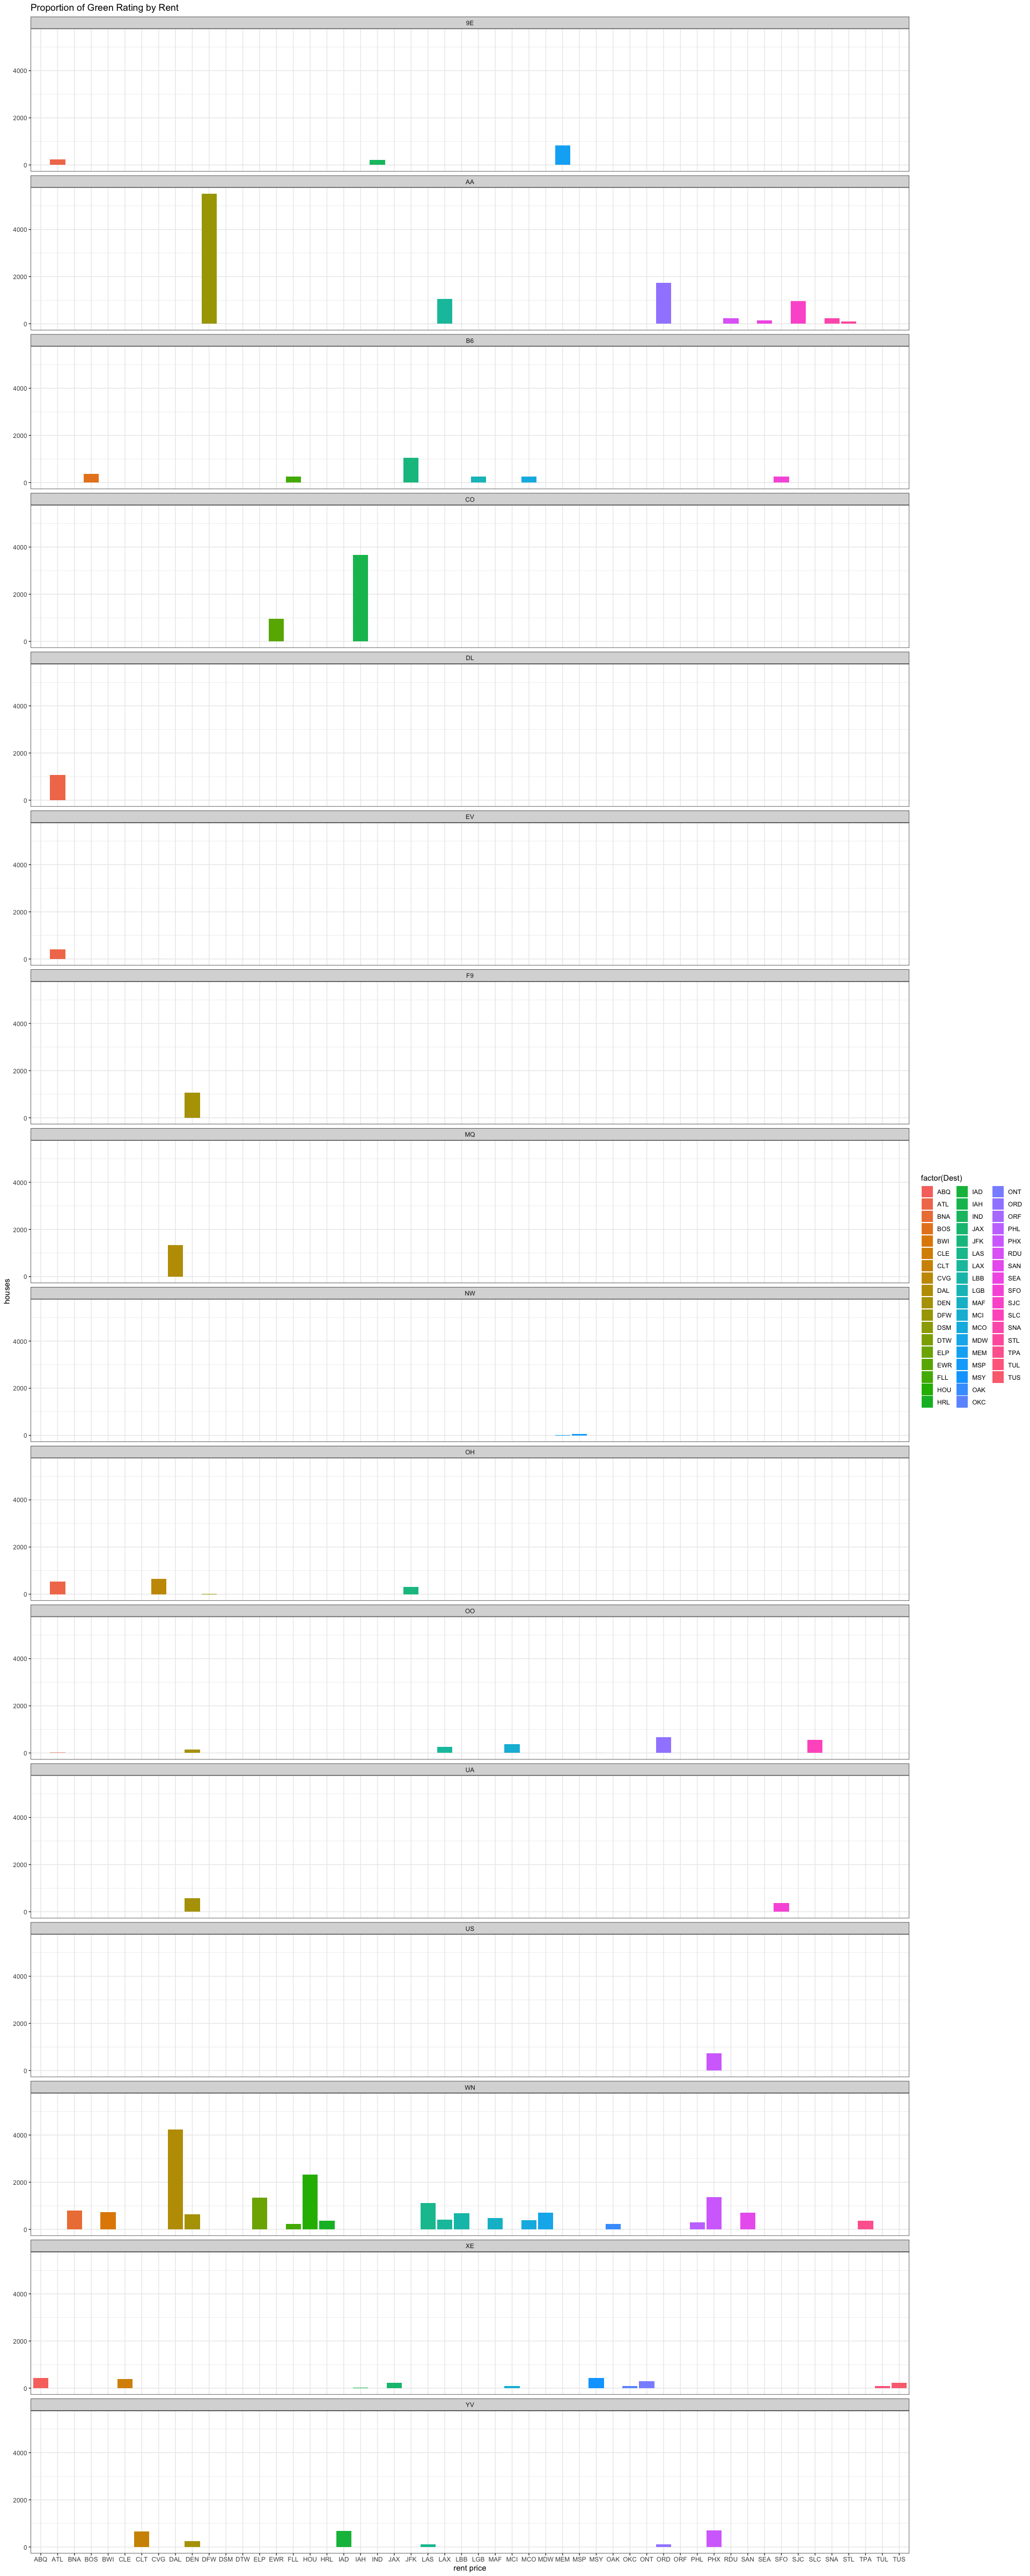 Proportion of Green Rating by Rent
9E
4000
2000
0
AA
4000
2000
0
B6
4000
2000
0
CO
4000
2000
0
DL
4000
2000
0
EV
4000
2000
0
F9
4000
2000
0
MQ
4000
2000
0
NW
4000
2000
0
OH
4000
2000
0
OO
4000
2000
0
UA
4000
2000
0
US
4000
2000
0
WN
4000
2000
0
XE
4000
2000
0
YV
4000
2000
0
ABQ ATL BNA BOS BWI CLE CLT CVG DAL DEN DFW DSM DTW ELP EWR FLL HOU HRL IAD IAH IND JAX JFK LAS LAX LBB LGB MAF MCI MCO MDW MEM MSP MSY OAK OKC ONT ORD ORF PHL PHX RDU SAN SEA SFO SJC SLC SNA STL TPA TUL TUS
rent price
houses
factor(Dest)
ABQ IAD ONT
ATL IAH ORD
BNA IND ORF
BOS JAX PHL
BWI JFK PHX
CLE LAS RDU
CLT LAX SAN
CVG LBB SEA
DAL LGB SFO
DEN MAF SJC
DFW MCI SLC
DSM MCO SNA
DTW MDW STL
ELP MEM TPA
EWR MSP TUL
FLL MSY TUS
HOU OAK
HRL OKC